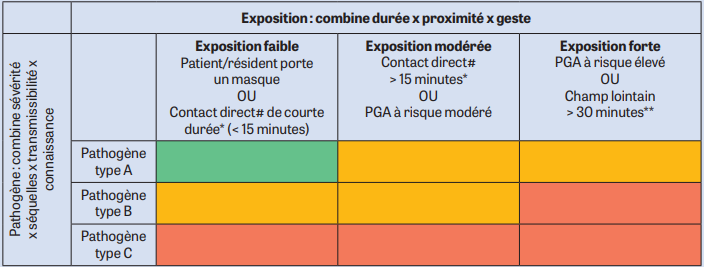 Exposition : combine durée x proximité x geste
Pathogène : combine sévérité
x séquelles x transmissibilité x
connaissance
Exposition faible
Patient/résident porte
un masque
OU
Contact direct# de courte
durée* (< 15 minutes)
Exposition modérée
Contact direct#
> 15 minutes*
OU
PGA à risque modéré
Exposition forte
PGA à risque élevé
OU
Champ lointain
> 30 minutes**
Pathogène
type A
Pathogène
type B
Pathogène
type C